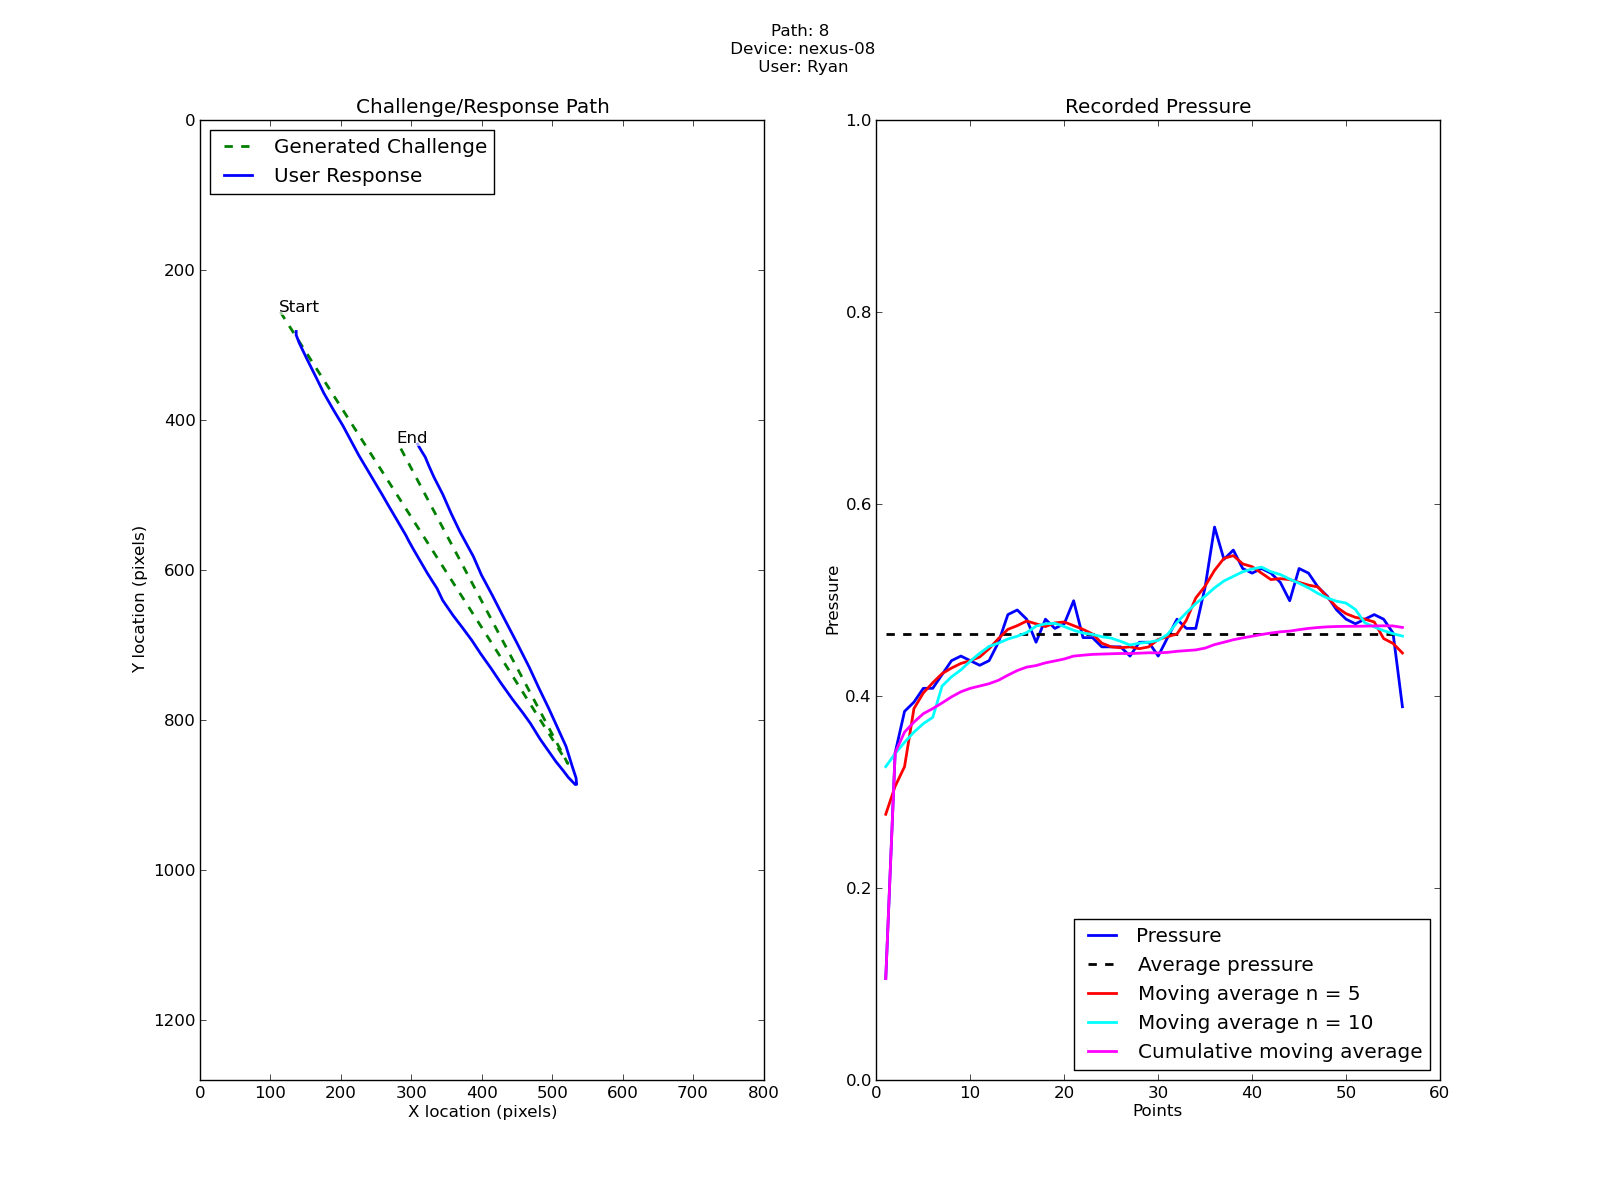 Path: 8
Device: nexus-08
User: Ryan
Challenge/Response Path
Generated Challenge
User Response
Start
End
0
200
400
600
800
1000
1200
Y location (pixels)
0 100 200 300 400 500 600 700 800
X location (pixels)
Recorded Pressure
1.0
0.8
0.6
0.4
0.2
0.0
Pressure
Pressure
Average pressure
Moving average n = 5
Moving average n = 10
Cumulative moving average
0 10 20 30 40 50 60
Points